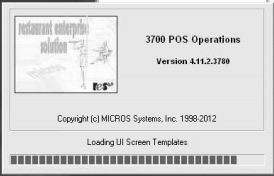 restaurant enterprise
solution
res
3700 POS Operations
Version 4.11.2.3780
Copyright (c) MICROS Systems, Inc. 1998-2012
Loading UI Screen Templates